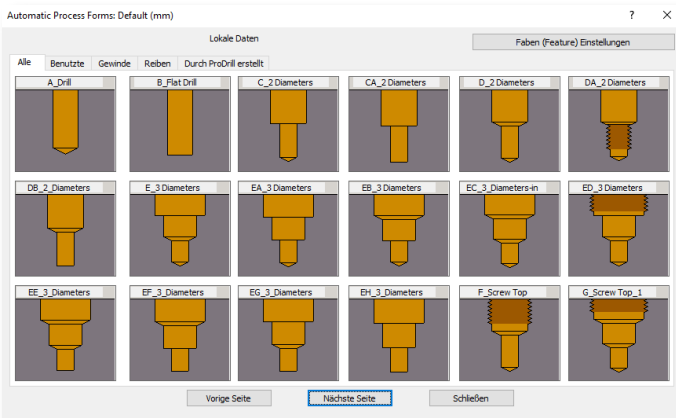 Automatic Process Forms: Default (mm)
Lokale Daten
Faben (Feature) Einstellungen
Alle Benutzte Gewinde Reiben Durch ProDrill erstellt
A_Drill B_Flat Drill C_2 Diameters CA_2 Diameters D_2_Diameters DA_2 Diameters
DB_2_Diameters E_3 Diameters EA_3 Diameters EB_3 Diameters EC_3_Diameters-in ED_3 Diameters
EE_3_Diameters EF_3_Diameters EG_3_Diameters EH_3_Diameters F_Screw Top G_Screw Top_1
Vorige Seite Nächste Seite Schließen